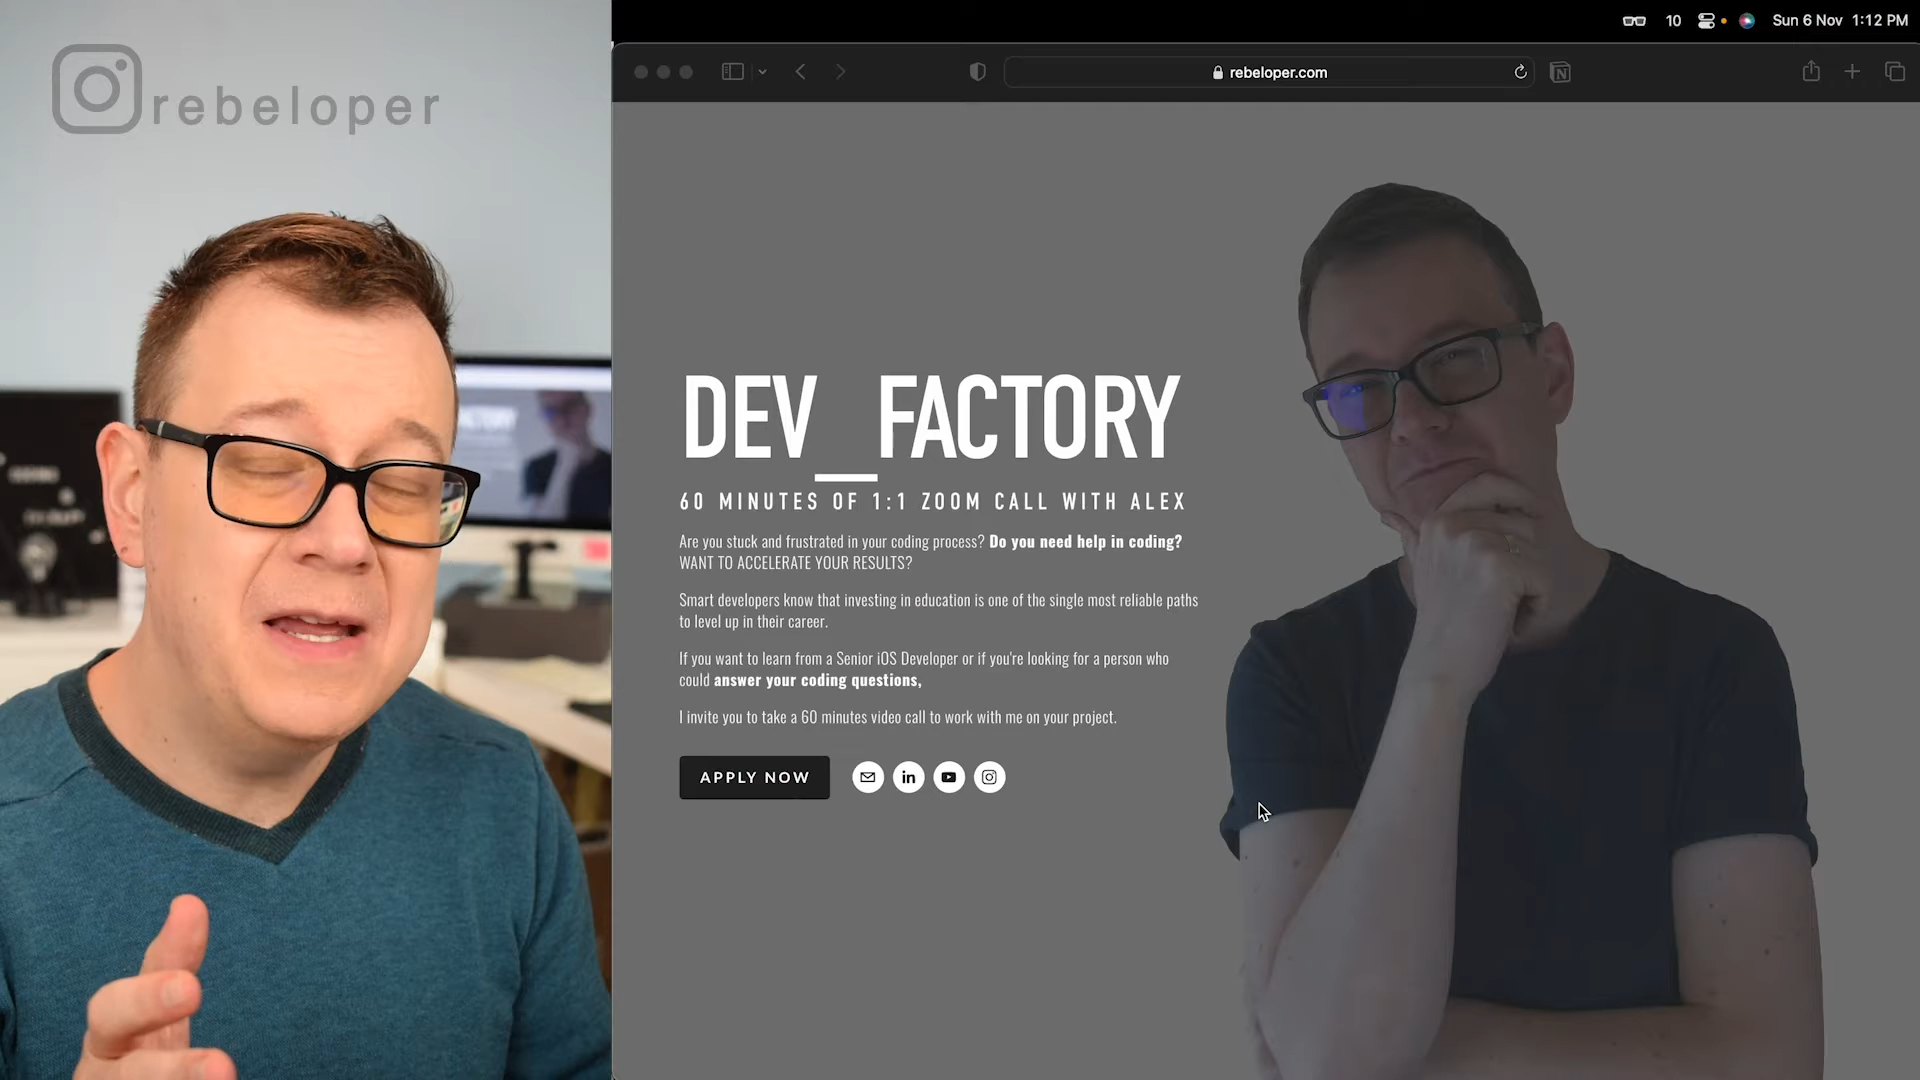 rebeloper
10
Sun 6 Nov 1:12 PM
rebeloper.com
DEV_FACTORY
60 MINUTES OF 1:1 ZOOM CALL WITH ALEX
Are you stuck and frustrated in your coding process? Do you need help in coding?
WANT TO ACCELERATE YOUR RESULTS?
Smart developers know that investing in education is one of the single most reliable paths
to level up in their career.
If you want to learn from a Senior iOS Developer or if you're looking for a person who
could answer your coding questions,
I invite you to take a 60 minutes video call to work with me on your project.
APPLY NOW
in